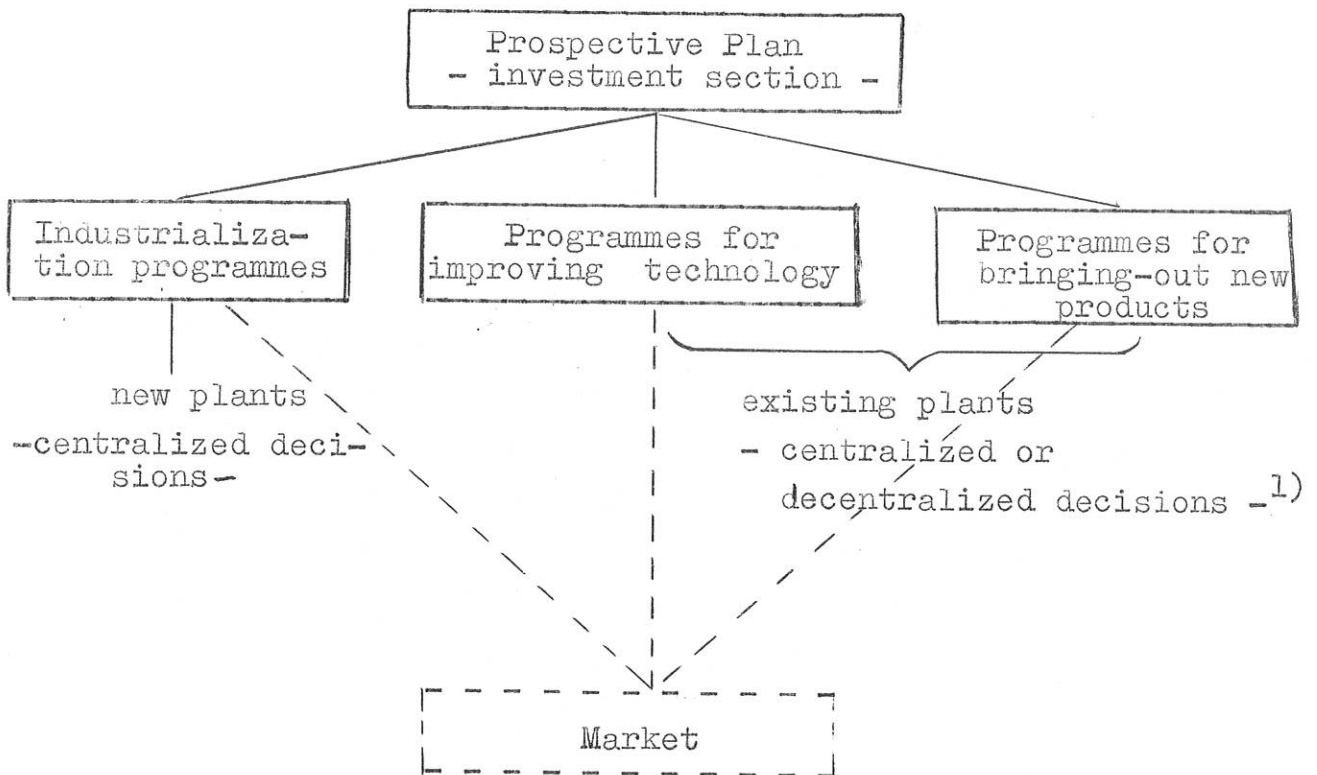 Prospective Plan
- investment section -
Industrializa-
tion programmes
Programmes for
improving technology
Programmes for
bringing-out new
products
new plants
-centralized deci-
sions-
existing plants
- centralized or
decentralized decisions -1)
Market